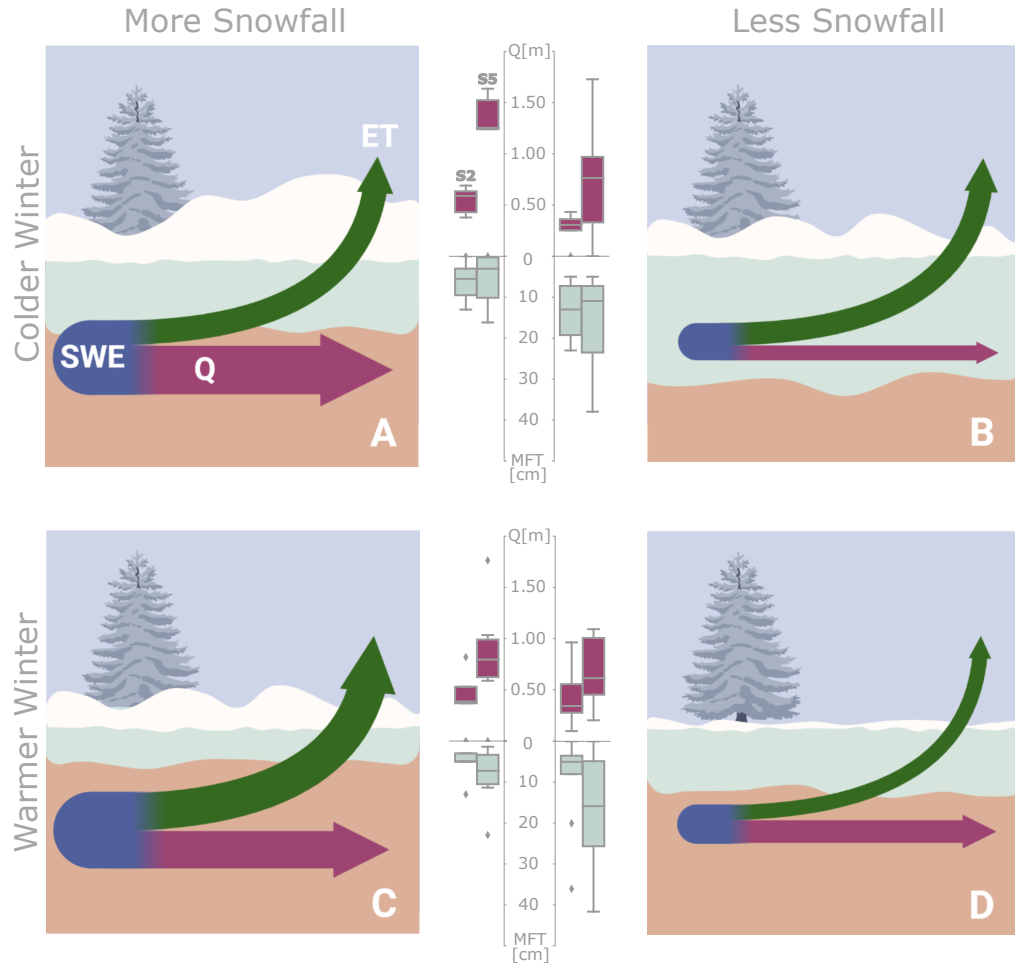 More Snowfall
Less Snowfall
Colder Winter
ET
SWE
Q
A
Q[m]
S5
1.50
1.00
S2
0.50
0
10
20
30
40
MFT
[cm]
B
Warmer Winter
C
Q[m]
1.50
1.00
0.50
0
10
20
30
40
MFT
[cm]
D